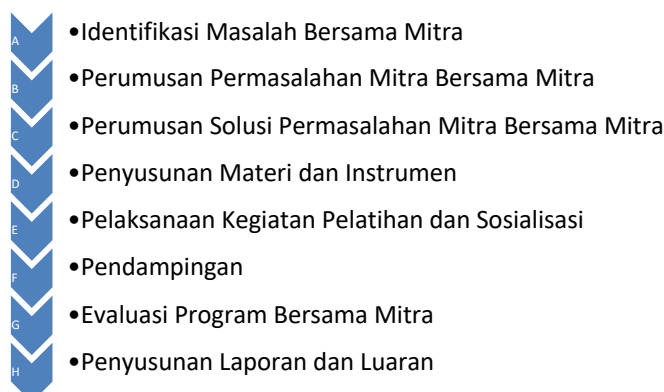 A •Identifikasi Masalah Bersama Mitra
B •Perumusan Permasalahan Mitra Bersama Mitra
C •Perumusan Solusi Permasalahan Mitra Bersama Mitra
D •Penyusunan Materi dan Instrumen
E •Pelaksanaan Kegiatan Pelatihan dan Sosialisasi
F •Pendampingan
G •Evaluasi Program Bersama Mitra
H •Penyusunan Laporan dan Luaran